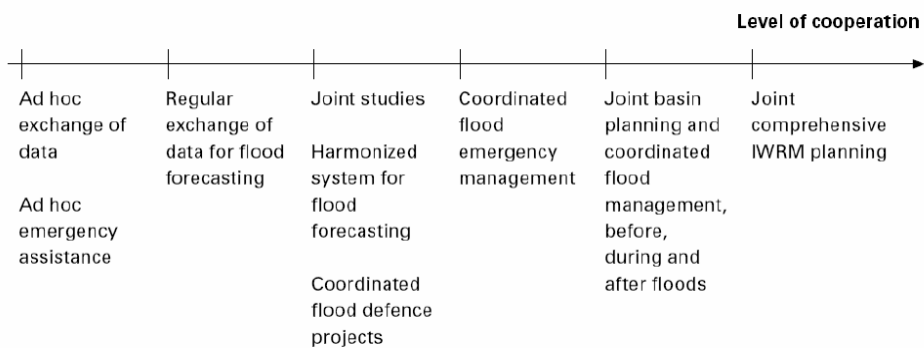 Level of cooperation
Ad hoc
exchange of
data
Ad hoc
emergency
assistance
Regular
exchange of
data for flood
forecasting
Joint studies
Harmonized
system for
flood
forecasting
Coordinated
flood defence
projects
Coordinated
flood
emergency
management
Joint basin
planning and
coordinated
flood
management,
before,
during and
after floods
Joint
comprehensive
IWRM planning